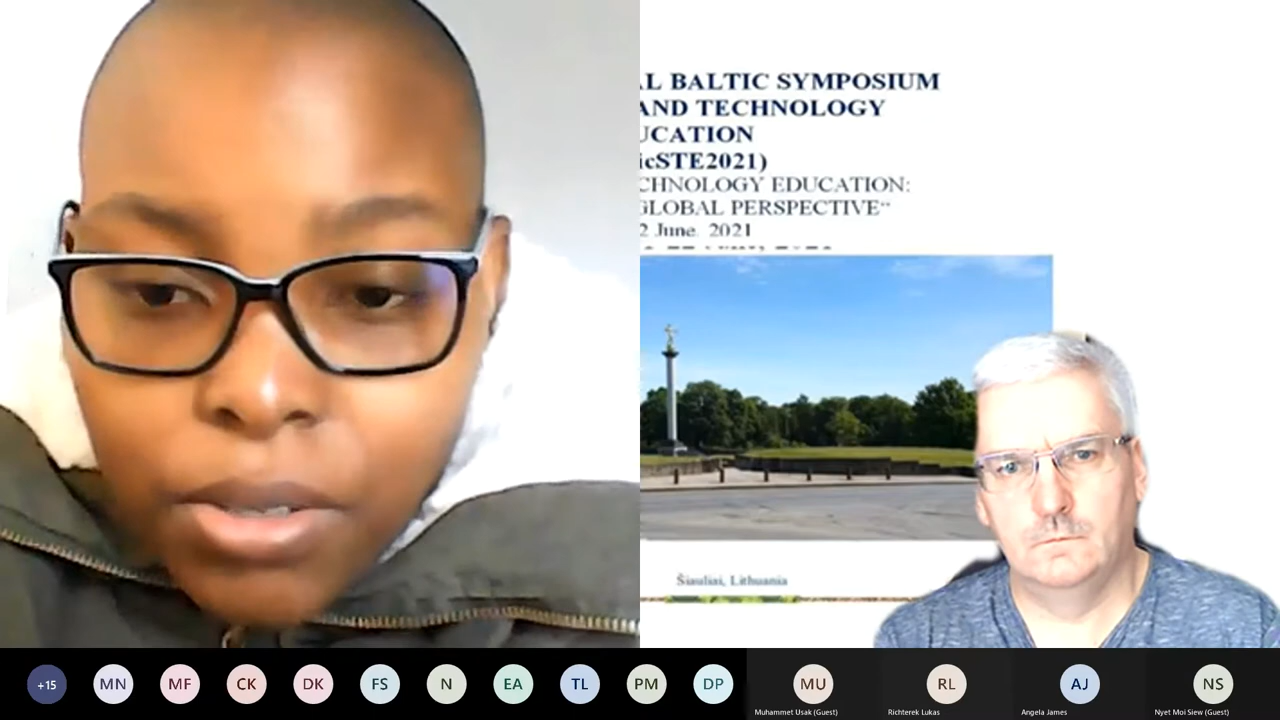 AL BALTIC SYMPOSIUM
AND TECHNOLOGY
UCATION
icSTE2021)
CHNOLOGY EDUCATION:
GLOBAL PERSPECTIVE“
2 June. 2021
Šiauliai, Lithuania
+15
MN
MF
CK
DK
FS
N
EA
TL
PM
DP
MU
RL
AJ
NS
Muhammet Usak (Guest)
Richterek Lukas
Angela James
Nyet Moi Siew (Guest)